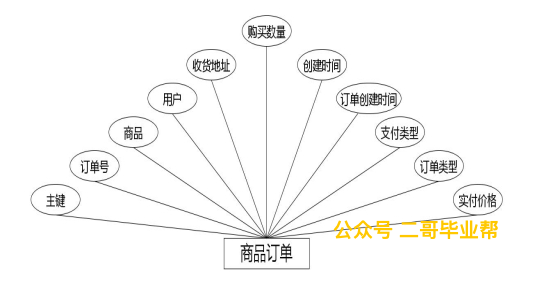 购买数量
收货地址
创建时间
用户
订单创建时间
商品
支付类型
订单号
订单类型
主键
实付价格
公众号 二哥毕业帮
商品订单